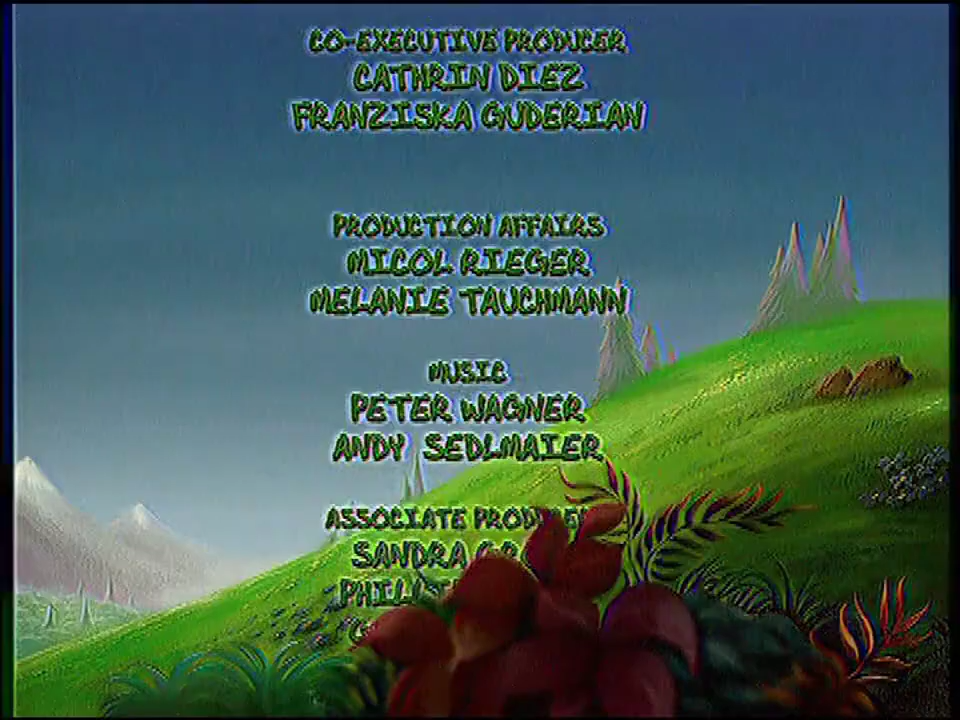 CO-EXECUTIVE PRODUCER
CATHRIN DIEZ
FRANZISKA GUDERIAN
PRODUCTION AFFAIRS
MICOL RIEGER
MELANIE TAUCHMANN
MUSIC
PETER WAGNER
ANDY SEDLMAIER
ASSOCIATE
SANDRA